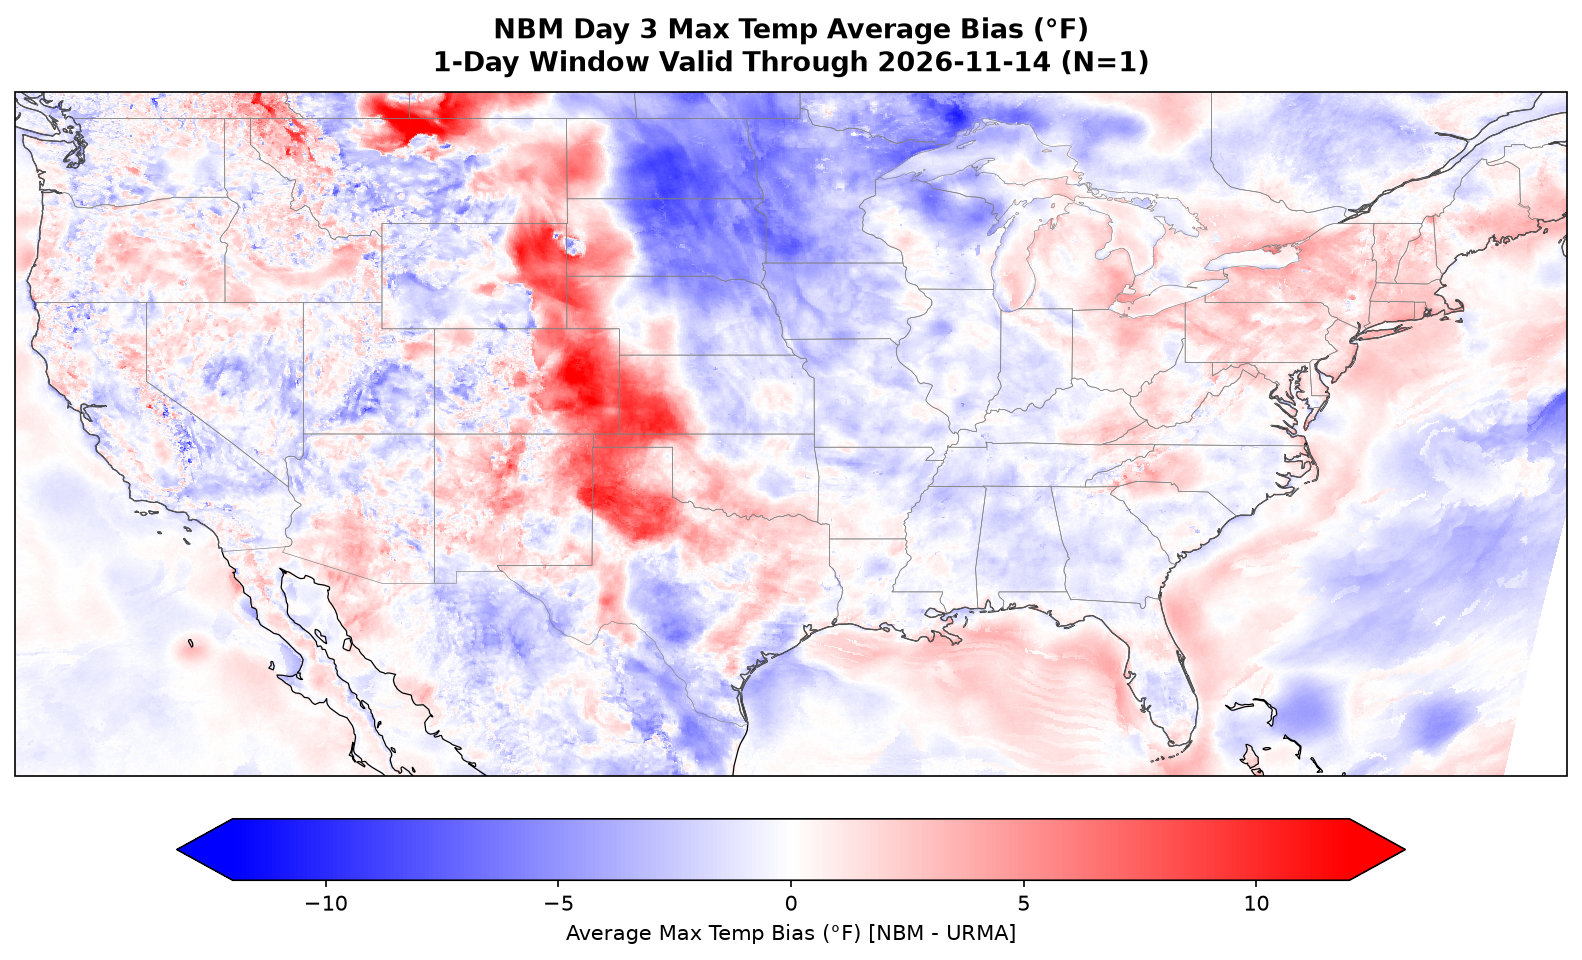 NBM Day 3 Max Temp Average Bias (°F)
1-Day Window Valid Through 2026-11-14 (N=1)
−10 −5 0 5 10
Average Max Temp Bias (°F) [NBM - URMA]